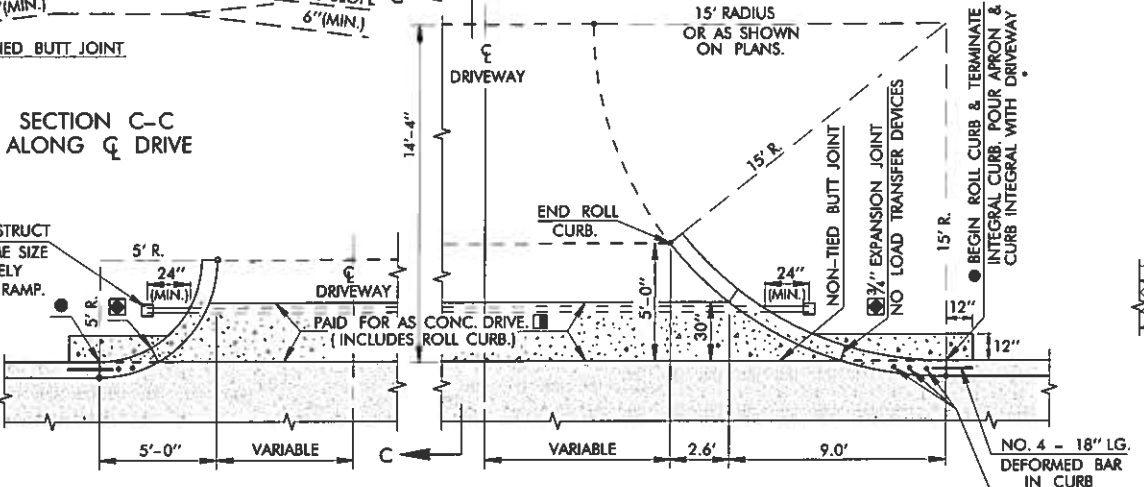 (MIN.)
6"(MIN.)
IED BUTT JOINT
SECTION C-C
ALONG ℄ DRIVE
STRUCT
ME SIZE
ELY
RAMP.
5' R.
24"
(MIN.)
5' R.
℄
DRIVEWAY
PAID FOR AS CONC. DRIVE.
(INCLUDES ROLL CURB.)
5'-0"
VARIABLE
C
℄
DRIVEWAY
14'-4"
15' RADIUS
OR AS SHOWN
ON PLANS.
15' R.
END ROLL
CURB.
5'-0"
30"
24"
(MIN.)
NON-TIED BUTT JOINT
3/4" EXPANSION JOINT
NO LOAD TRANSFER DEVICES
15' R.
BEGIN ROLL CURB & TERMINATE
INTEGRAL CURB. POUR APRON &
CURB INTEGRAL WITH DRIVEWAY
12"
12"
VARIABLE
2.6'
9.0'
NO. 4 - 18" LG.
DEFORMED BAR
IN CURB